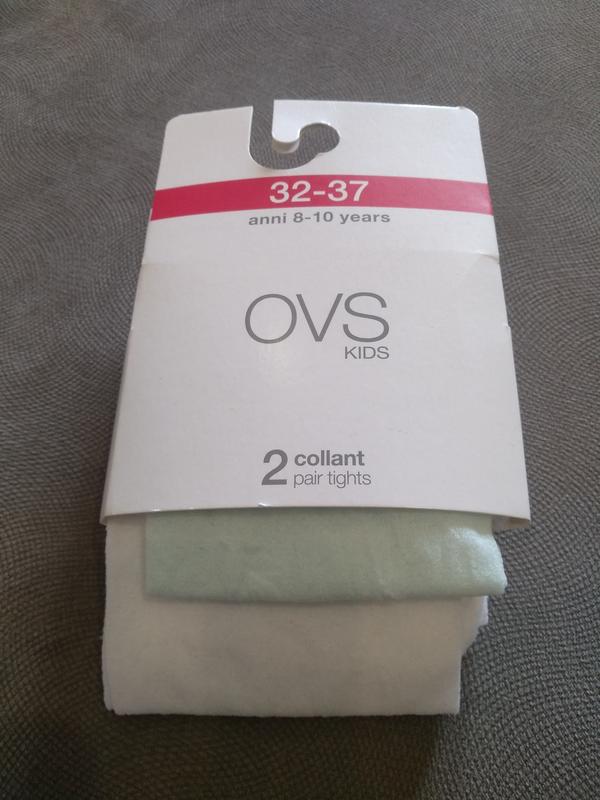 32-37
anni 8-10 years
OVS
KIDS
2 collant
pair tights